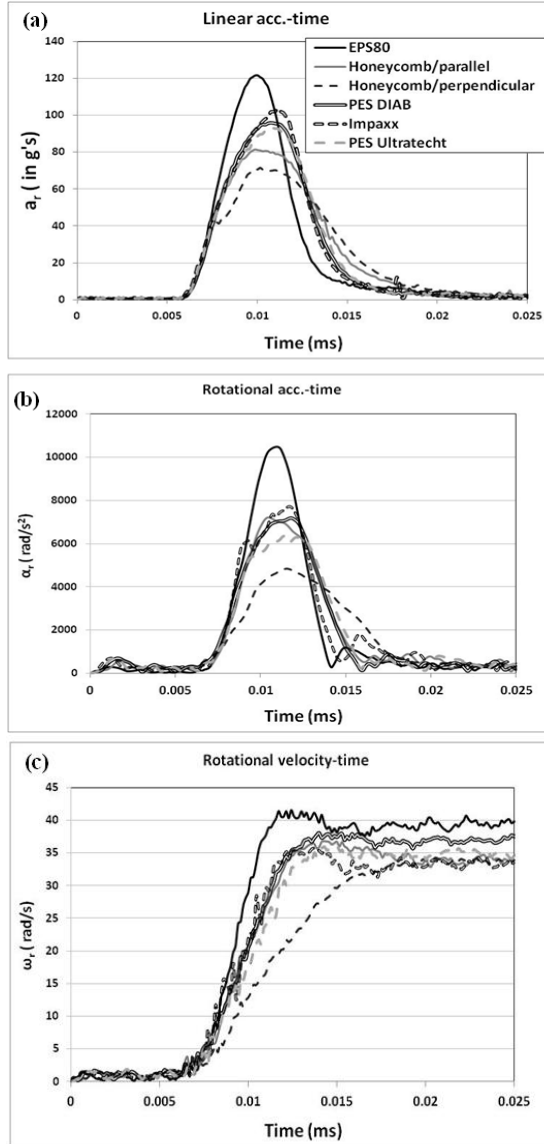 (a)
Linear acc.-time
EPS80
Honeycomb/parallel
Honeycomb/perpendicular
PES DIAB
Impaxx
PES Ultratecht
140
120
100
80
60
40
20
0
aᵣ ( in g's)
0 0.005 0.01 0.015 0.02 0.025
Time (ms)
(b)
Rotational acc.-time
12000
10000
8000
6000
4000
2000
0
αᵣ ( rad/s²)
0 0.005 0.01 0.015 0.02 0.025
Time (ms)
(c)
Rotational velocity-time
45
40
35
30
25
20
15
10
5
0
ωᵣ ( rad/s)
0 0.005 0.01 0.015 0.02 0.025
Time (ms)